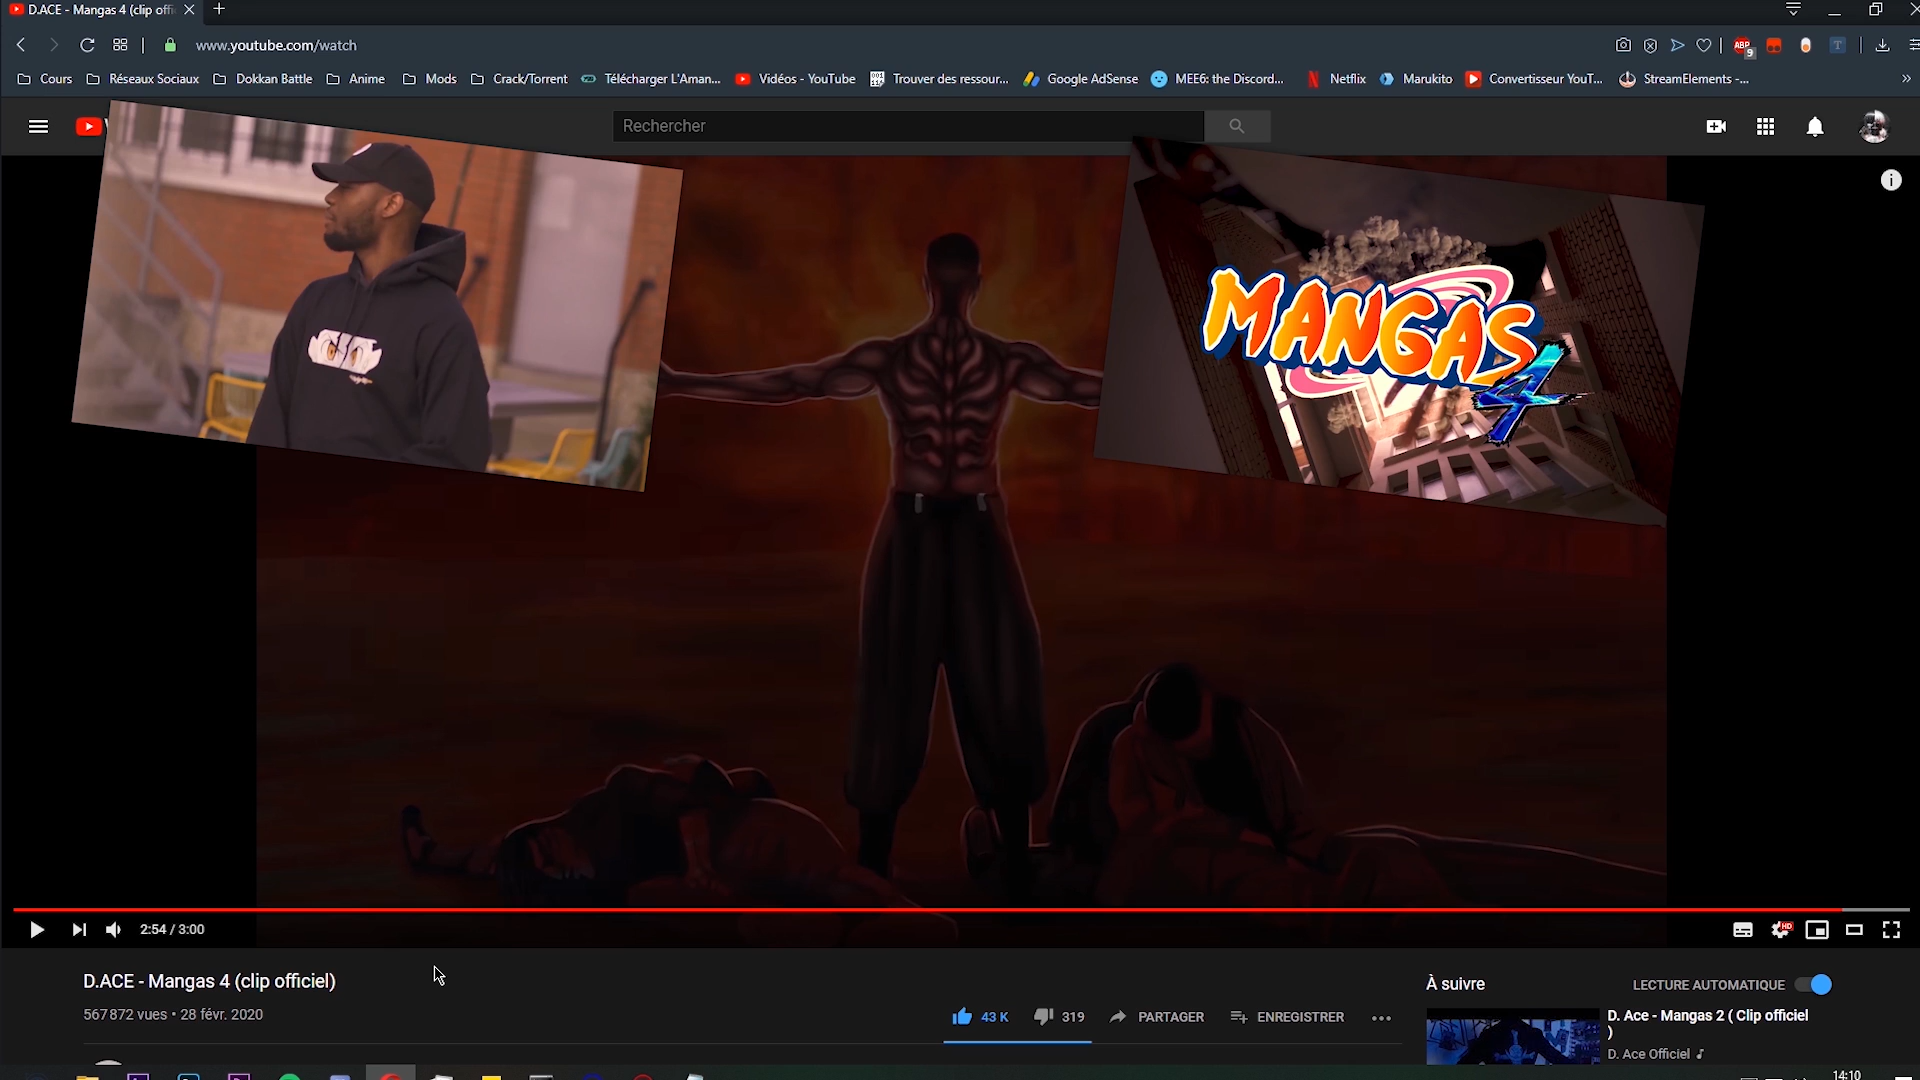 D.ACE - Mangas 4 (clip offi
www.youtube.com/watch
Cours
Réseaux Sociaux
Dokkan Battle
Anime
Mods
Crack/Torrent
Télécharger L'Aman...
Vidéos - YouTube
Trouver des ressour...
Google AdSense
MEE6: the Discord...
Netflix
Marukito
Convertisseur YouT...
StreamElements -...
ABP
9
T
Rechercher
MANGAS
4
2:54 / 3:00
HD
D.ACE - Mangas 4 (clip officiel)
567 872 vues • 28 févr. 2020
43 K
319
PARTAGER
ENREGISTRER
À suivre
LECTURE AUTOMATIQUE
D. Ace - Mangas 2 ( Clip officiel
)
D. Ace Officiel
14:10